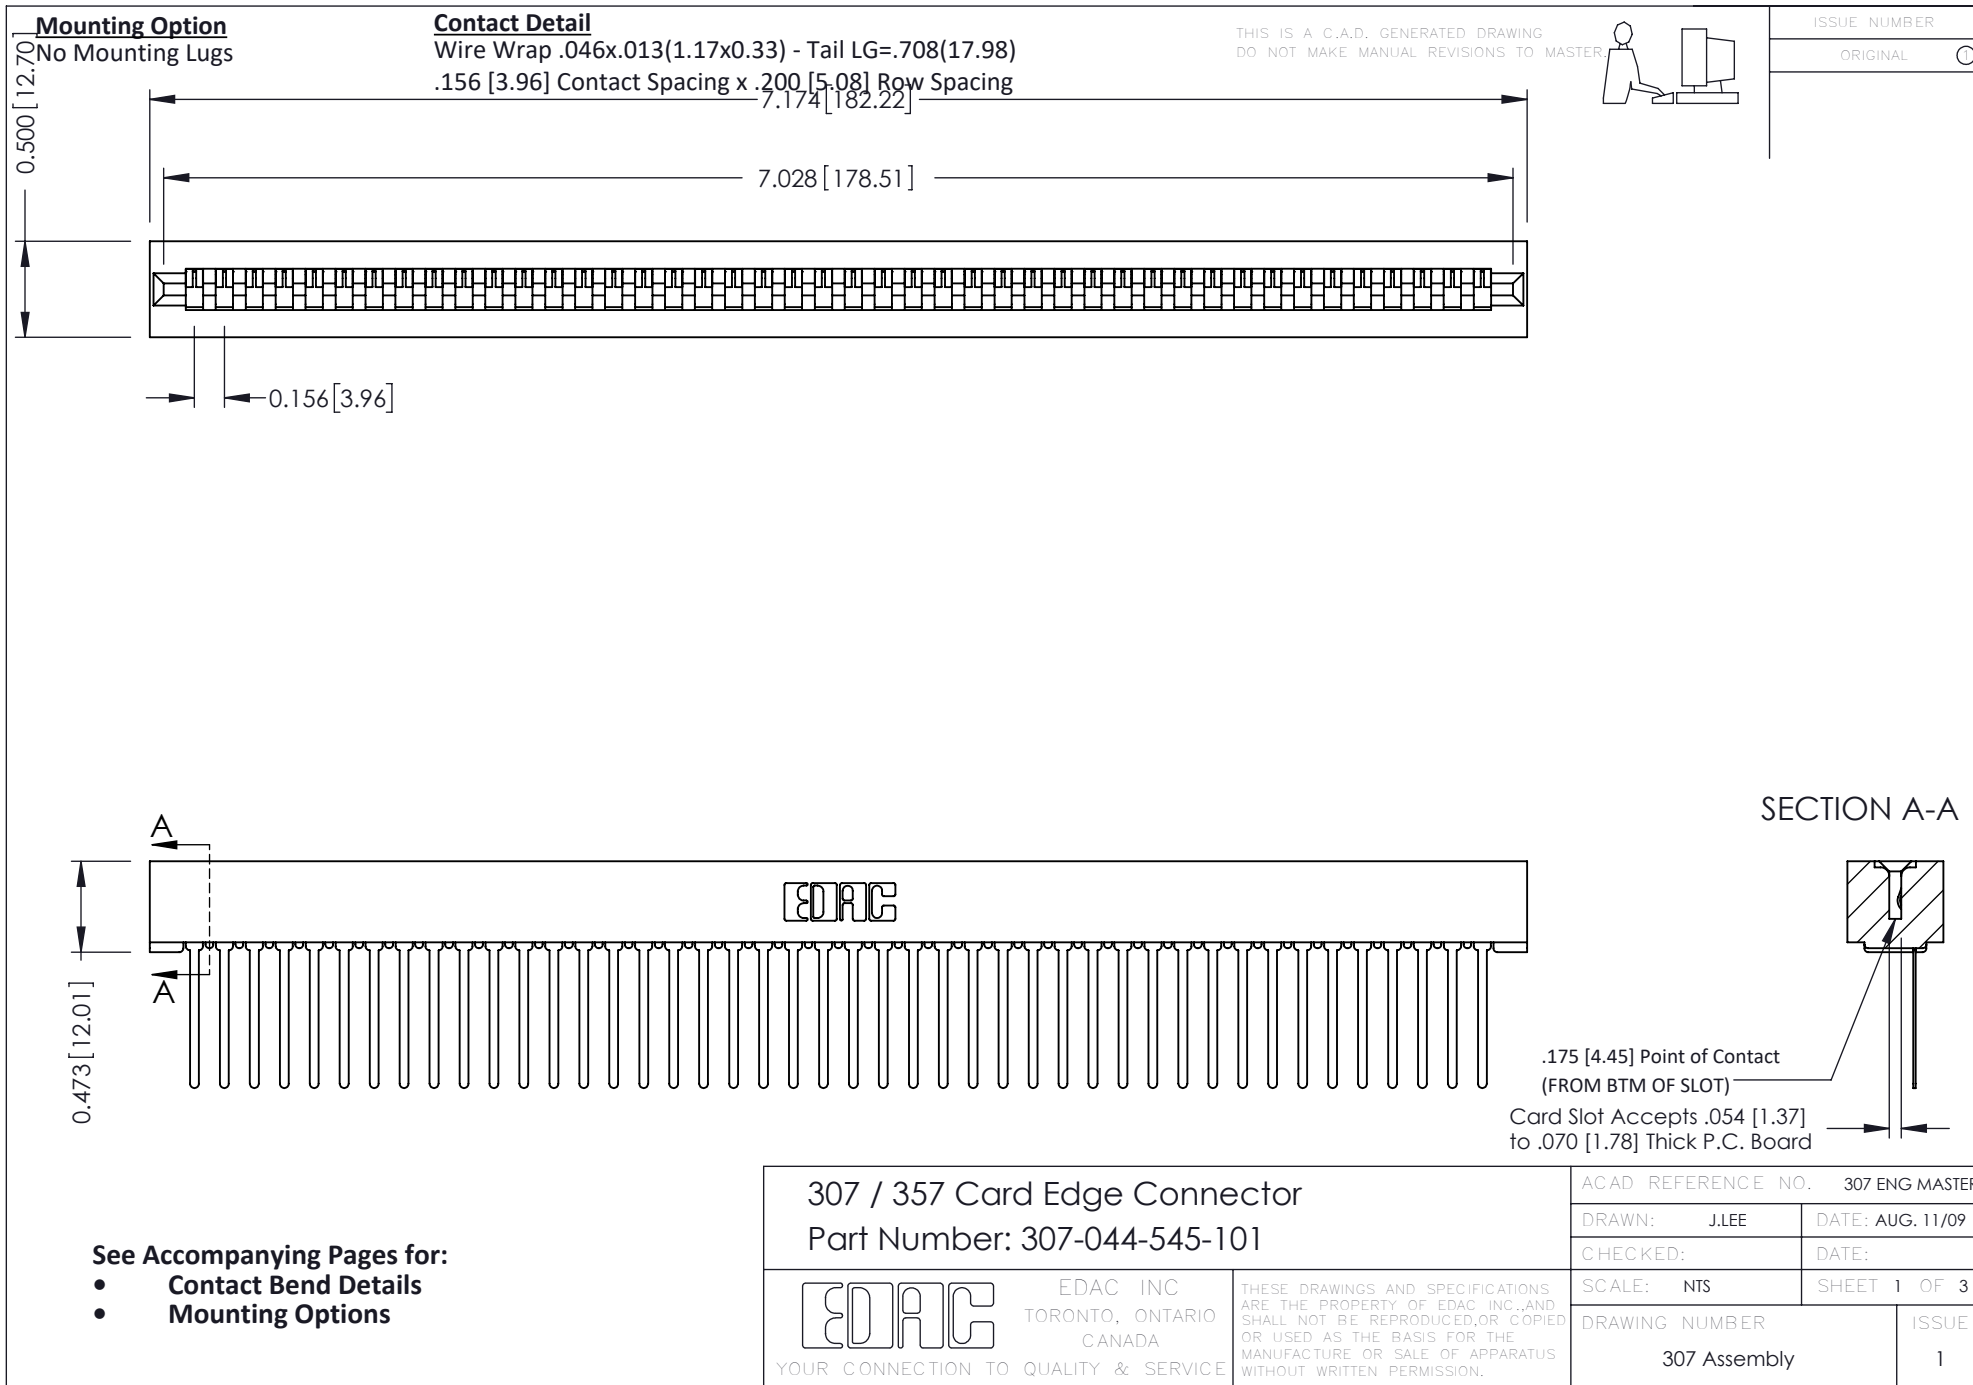 Mounting Option
No Mounting Lugs
Contact Detail
Wire Wrap .046x.013(1.17x0.33) - Tail LG=.708(17.98)
.156 [3.96] Contact Spacing x .200 [5.08] Row Spacing
THIS IS A C.A.D. GENERATED DRAWING
DO NOT MAKE MANUAL REVISIONS TO MASTER.
ISSUE NUMBER
ORIGINAL 1
0.500 [12.70]
7.174 [182.22]
7.028 [178.51]
0.156 [3.96]
SECTION A-A
A
A
EDAC
0.473 [12.01]
.175 [4.45] Point of Contact
(FROM BTM OF SLOT)
Card Slot Accepts .054 [1.37]
to .070 [1.78] Thick P.C. Board
See Accompanying Pages for:
• Contact Bend Details
• Mounting Options
307 / 357 Card Edge Connector
Part Number: 307-044-545-101
EDAC
EDAC INC
TORONTO, ONTARIO
CANADA
YOUR CONNECTION TO QUALITY & SERVICE
THESE DRAWINGS AND SPECIFICATIONS
ARE THE PROPERTY OF EDAC INC.,AND
SHALL NOT BE REPRODUCED,OR COPIED
OR USED AS THE BASIS FOR THE
MANUFACTURE OR SALE OF APPARATUS
WITHOUT WRITTEN PERMISSION.
ACAD REFERENCE NO. 307 ENG MASTER
DRAWN: J.LEE DATE: AUG. 11/09
CHECKED: DATE:
SCALE: NTS SHEET 1 OF 3
DRAWING NUMBER ISSUE
307 Assembly 1